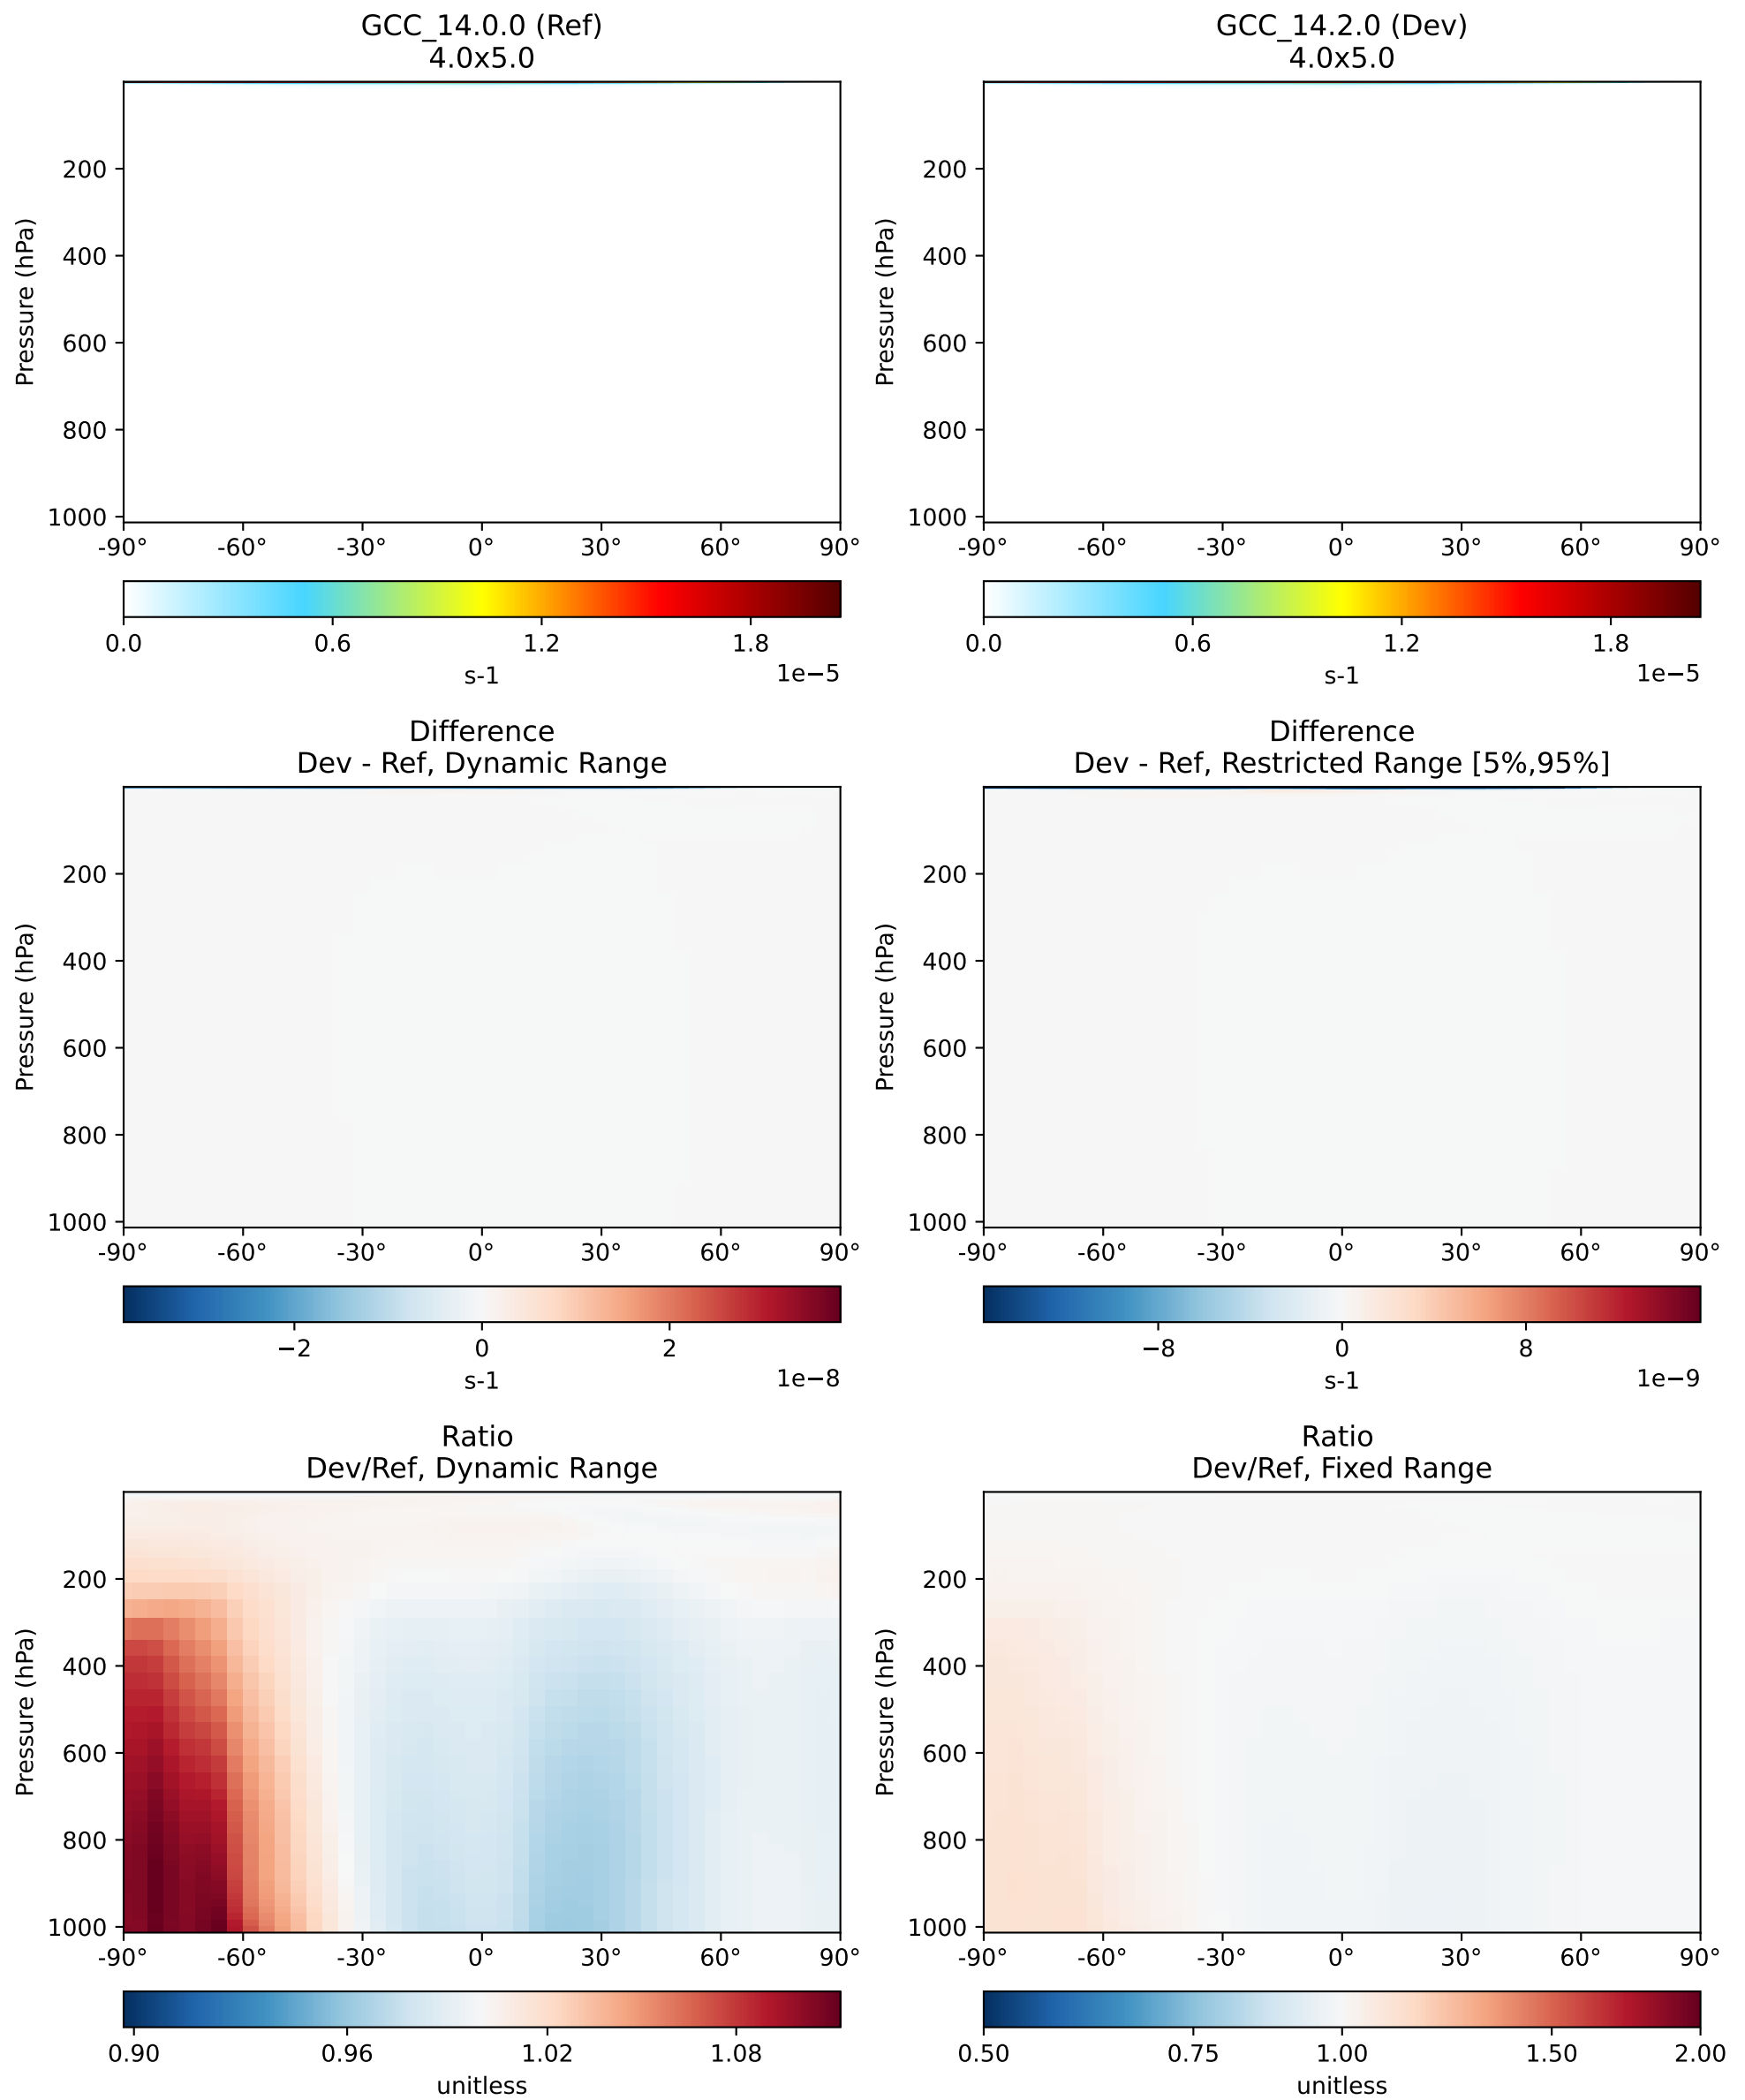 GCC_14.0.0 (Ref)
4.0x5.0
Pressure (hPa)
200
400
600
800
1000
-90° -60° -30° 0° 30° 60° 90°
0.0 0.6 1.2 1.8
s-1 1e−5
GCC_14.2.0 (Dev)
4.0x5.0
Pressure (hPa)
200
400
600
800
1000
-90° -60° -30° 0° 30° 60° 90°
0.0 0.6 1.2 1.8
s-1 1e−5
Difference
Dev - Ref, Dynamic Range
Pressure (hPa)
200
400
600
800
1000
-90° -60° -30° 0° 30° 60° 90°
−2 0 2
s-1 1e−8
Difference
Dev - Ref, Restricted Range [5%,95%]
Pressure (hPa)
200
400
600
800
1000
-90° -60° -30° 0° 30° 60° 90°
−8 0 8
s-1 1e−9
Ratio
Dev/Ref, Dynamic Range
Pressure (hPa)
200
400
600
800
1000
-90° -60° -30° 0° 30° 60° 90°
0.90 0.96 1.02 1.08
unitless
Ratio
Dev/Ref, Fixed Range
Pressure (hPa)
200
400
600
800
1000
-90° -60° -30° 0° 30° 60° 90°
0.50 0.75 1.00 1.50 2.00
unitless